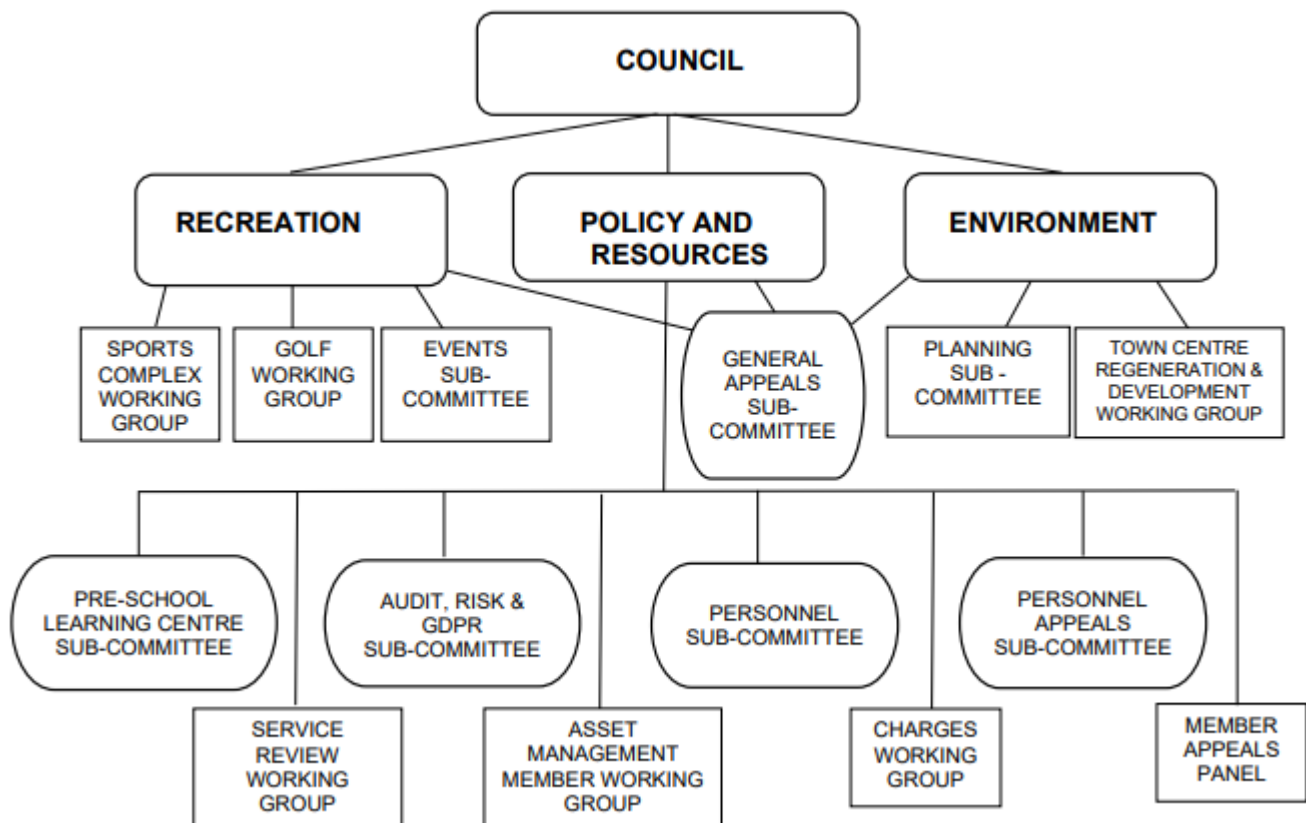 COUNCIL
RECREATION
POLICY AND
RESOURCES
ENVIRONMENT
SPORTS
COMPLEX
WORKING
GROUP
GOLF
WORKING
GROUP
EVENTS
SUB-
COMMITTEE
GENERAL
APPEALS
SUB-
COMMITTEE
PLANNING
SUB -
COMMITTEE
TOWN CENTRE
REGENERATION &
DEVELOPMENT
WORKING GROUP
PRE-SCHOOL
LEARNING CENTRE
SUB-COMMITTEE
AUDIT, RISK &
GDPR
SUB-COMMITTEE
PERSONNEL
SUB-COMMITTEE
PERSONNEL
APPEALS
SUB-COMMITTEE
SERVICE
REVIEW
WORKING
GROUP
ASSET
MANAGEMENT
MEMBER WORKING
GROUP
CHARGES
WORKING
GROUP
MEMBER
APPEALS
PANEL